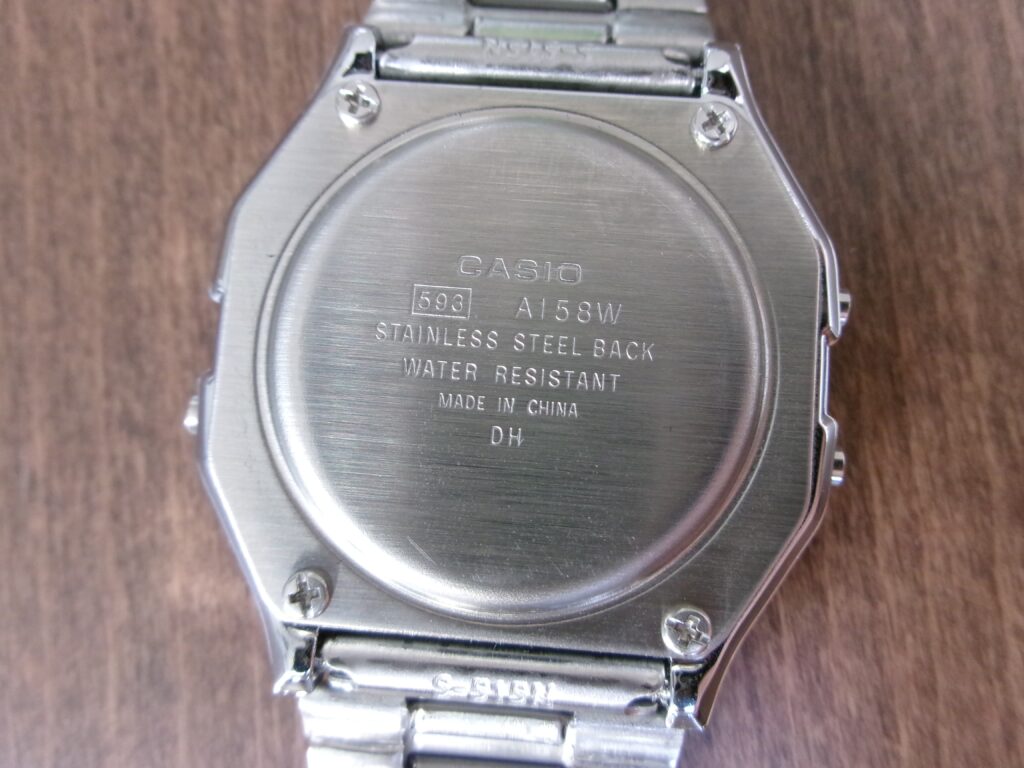 CASIO
593 A158W
STAINLESS STEEL BACK
WATER RESISTANT
MADE IN CHINA
DH